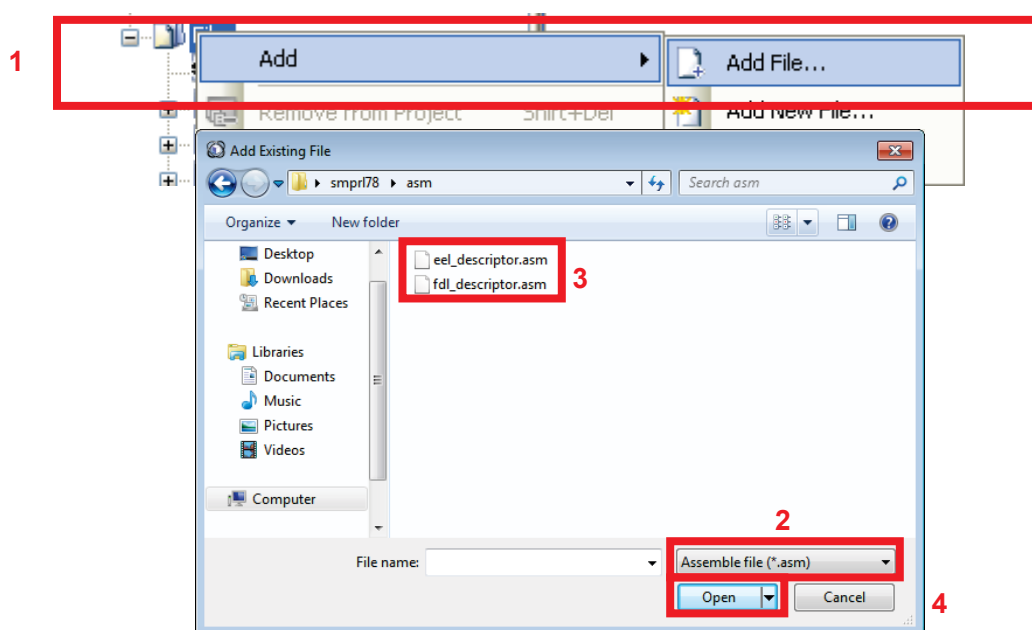 1
Add
Add File...
Remove from Project Shift+Del
Add New File...
Add Existing File
smprl78 asm
Search asm
Organize New folder
Desktop
Downloads
Recent Places
Libraries
Documents
Music
Pictures
Videos
Computer
eel_descriptor.asm
fdl_descriptor.asm
3
2
File name:
Assemble file (*.asm)
Open
Cancel
4